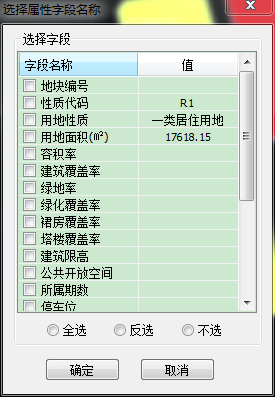 选择属性字段名称
选择字段
字段名称 值
地块编号
性质代码 R1
用地性质 一类居住用地
用地面积(㎡) 17618.15
容积率
建筑覆盖率
绿地率
绿化覆盖率
裙房覆盖率
塔楼覆盖率
建筑限高
公共开放空间
所属期数
停车位
全选 反选 不选
确定 取消